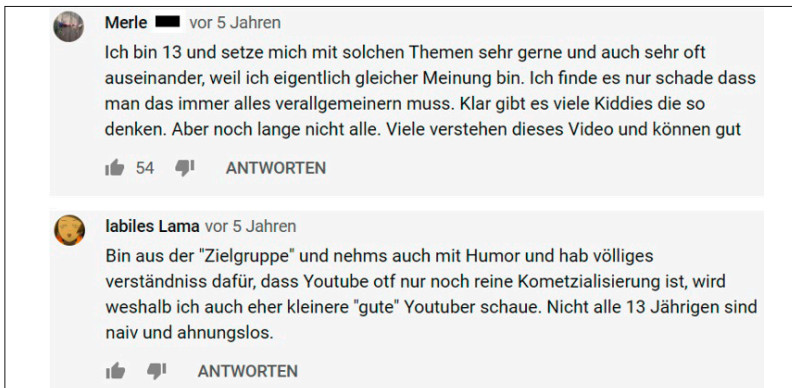 Merle vor 5 Jahren
Ich bin 13 und setze mich mit solchen Themen sehr gerne und auch sehr oft
auseinander, weil ich eigentlich gleicher Meinung bin. Ich finde es nur schade dass
man das immer alles verallgemeinern muss. Klar gibt es viele Kiddies die so
denken. Aber noch lange nicht alle. Viele verstehen dieses Video und können gut
54 ANTWORTEN
labiles Lama vor 5 Jahren
Bin aus der "Zielgruppe" und nehms auch mit Humor und hab völliges
verständniss dafür, dass Youtube otf nur noch reine Kometzialisierung ist, wird
weshalb ich auch eher kleinere "gute" Youtuber schaue. Nicht alle 13 Jährigen sind
naiv und ahnungslos.
ANTWORTEN